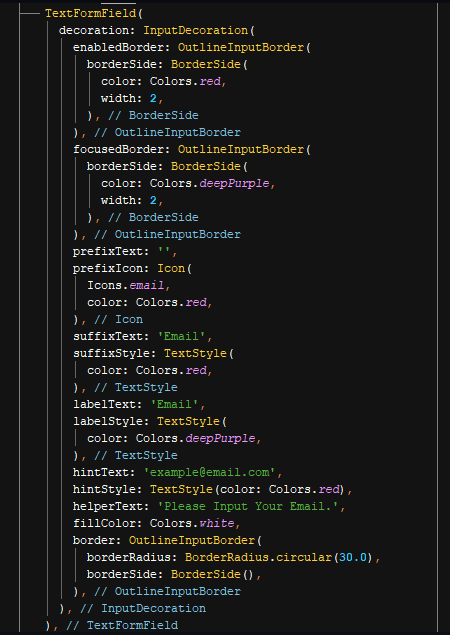 TextFormField(
decoration: InputDecoration(
enabledBorder: OutlineInputBorder(
borderSide: BorderSide(
color: Colors.red,
width: 2,
), // BorderSide
), // OutlineInputBorder
focusedBorder: OutlineInputBorder(
borderSide: BorderSide(
color: Colors.deepPurple,
width: 2,
), // BorderSide
), // OutlineInputBorder
prefixText: '',
prefixIcon: Icon(
Icons.email,
color: Colors.red,
), // Icon
suffixText: 'Email',
suffixStyle: TextStyle(
color: Colors.red,
), // TextStyle
labelText: 'Email',
labelStyle: TextStyle(
color: Colors.deepPurple,
), // TextStyle
hintText: 'example@email.com',
hintStyle: TextStyle(color: Colors.red),
helperText: 'Please Input Your Email.',
fillColor: Colors.white,
border: OutlineInputBorder(
borderRadius: BorderRadius.circular(30.0),
borderSide: BorderSide(),
), // OutlineInputBorder
), // InputDecoration
), // TextFormField